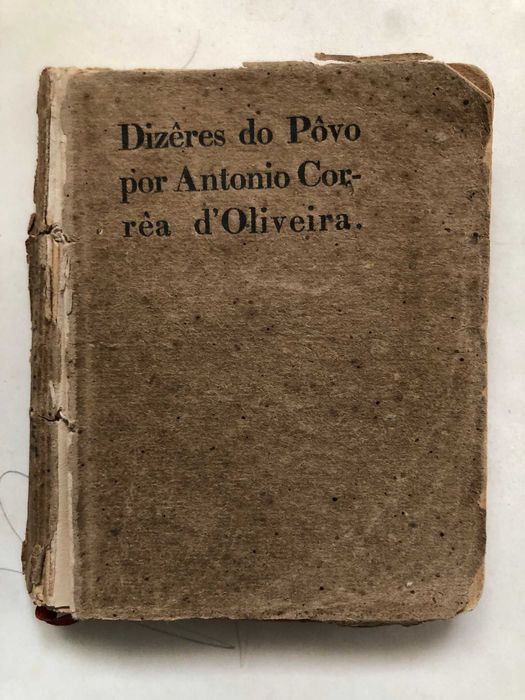 Dizêres do Pôvo
por Antonio Cor-
rêa d'Oliveira.